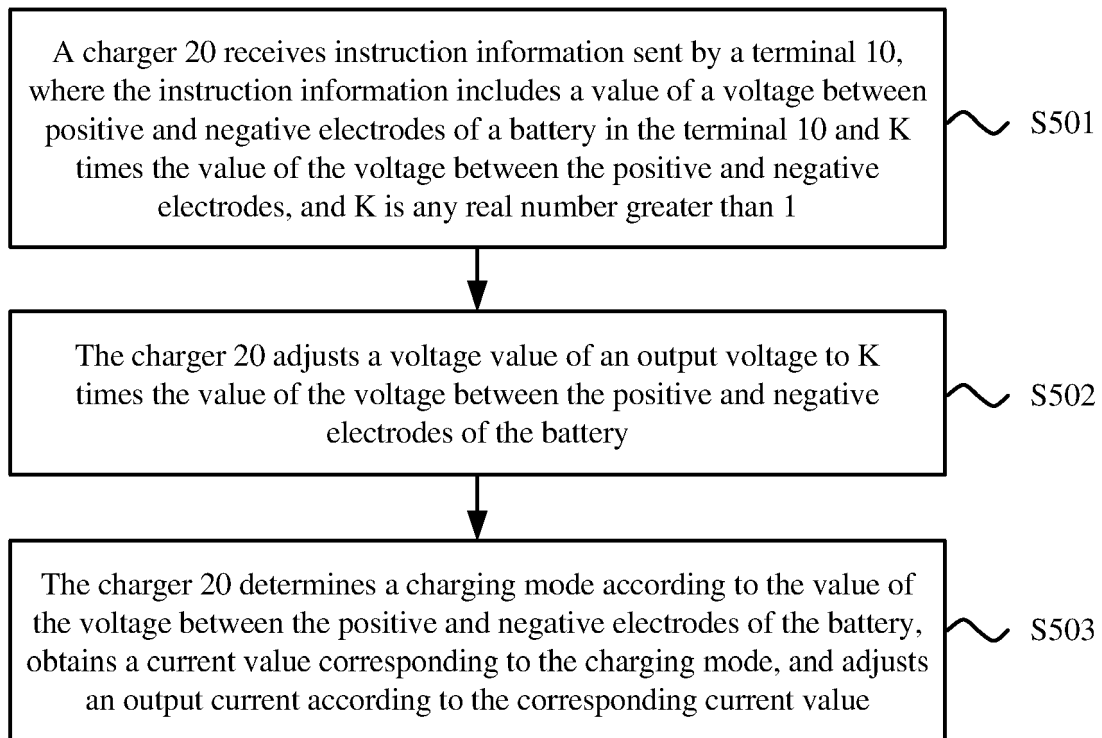 A charger 20 receives instruction information sent by a terminal 10,
where the instruction information includes a value of a voltage between
positive and negative electrodes of a battery in the terminal 10 and K
times the value of the voltage between the positive and negative
electrodes, and K is any real number greater than 1
S501
The charger 20 adjusts a voltage value of an output voltage to K
times the value of the voltage between the positive and negative
electrodes of the battery
S502
The charger 20 determines a charging mode according to the value of
the voltage between the positive and negative electrodes of the battery,
obtains a current value corresponding to the charging mode, and adjusts
an output current according to the corresponding current value
S503